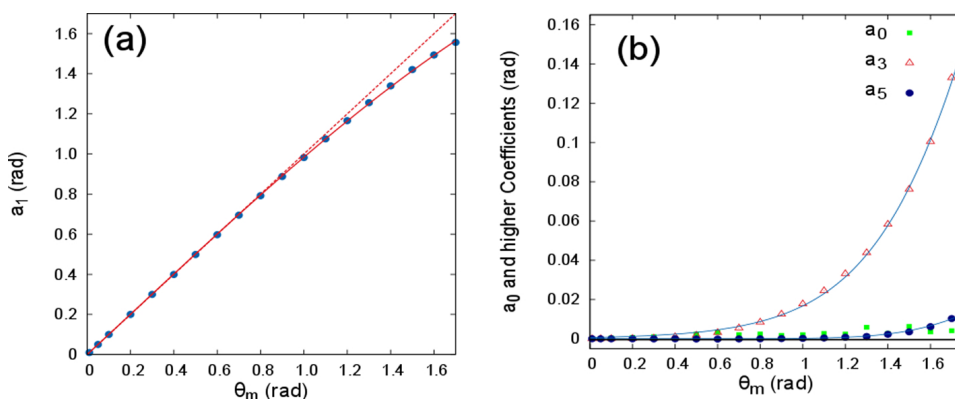 (a)
1.6
1.4
1.2
1.0
0.8
0.6
0.4
0.2
0
a₁ (rad)
0 0.2 0.4 0.6 0.8 1.0 1.2 1.4 1.6
θₘ (rad)
(b)
a₀
a₃
a₅
0.16
0.14
0.12
0.1
0.08
0.06
0.04
0.02
0
a₀ and higher Coefficients (rad)
0 0.2 0.4 0.6 0.8 1.0 1.2 1.4 1.6
θₘ (rad)